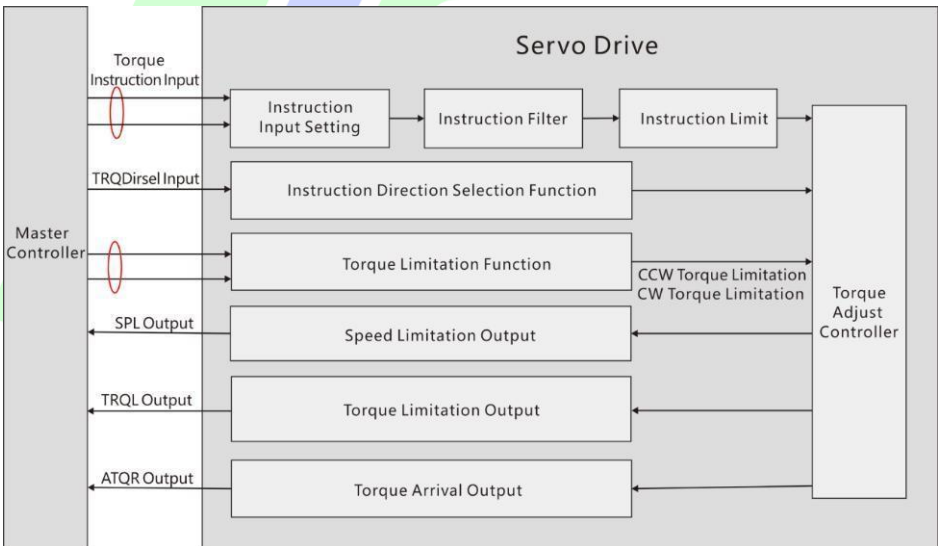 Servo Drive
Torque
Instruction Input
Instruction
Input Setting
Instruction Filter
Instruction Limit
TRQDirsel Input
Instruction Direction Selection Function
Master
Controller
Torque Limitation Function
CCW Torque Limitation
CW Torque Limitation
Torque
Adjust
Controller
SPL Output
Speed Limitation Output
TRQL Output
Torque Limitation Output
ATQR Output
Torque Arrival Output